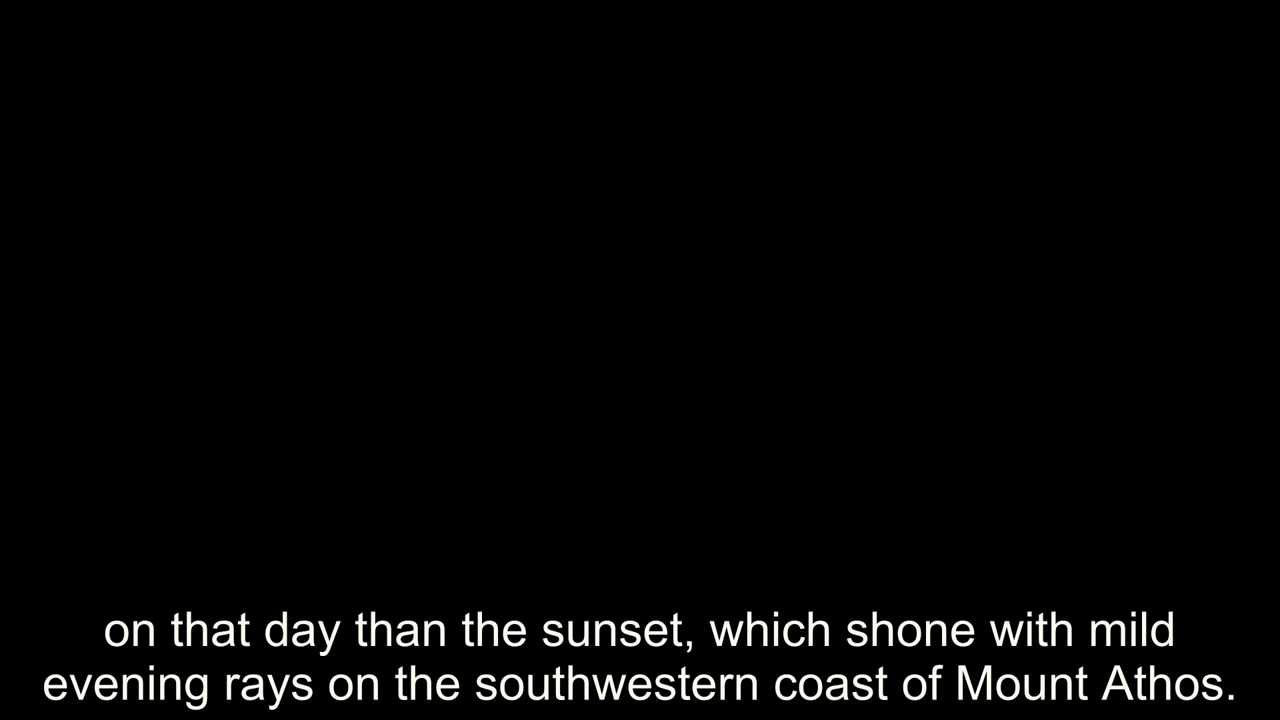 on that day than the sunset, which shone with mild
evening rays on the southwestern coast of Mount Athos.